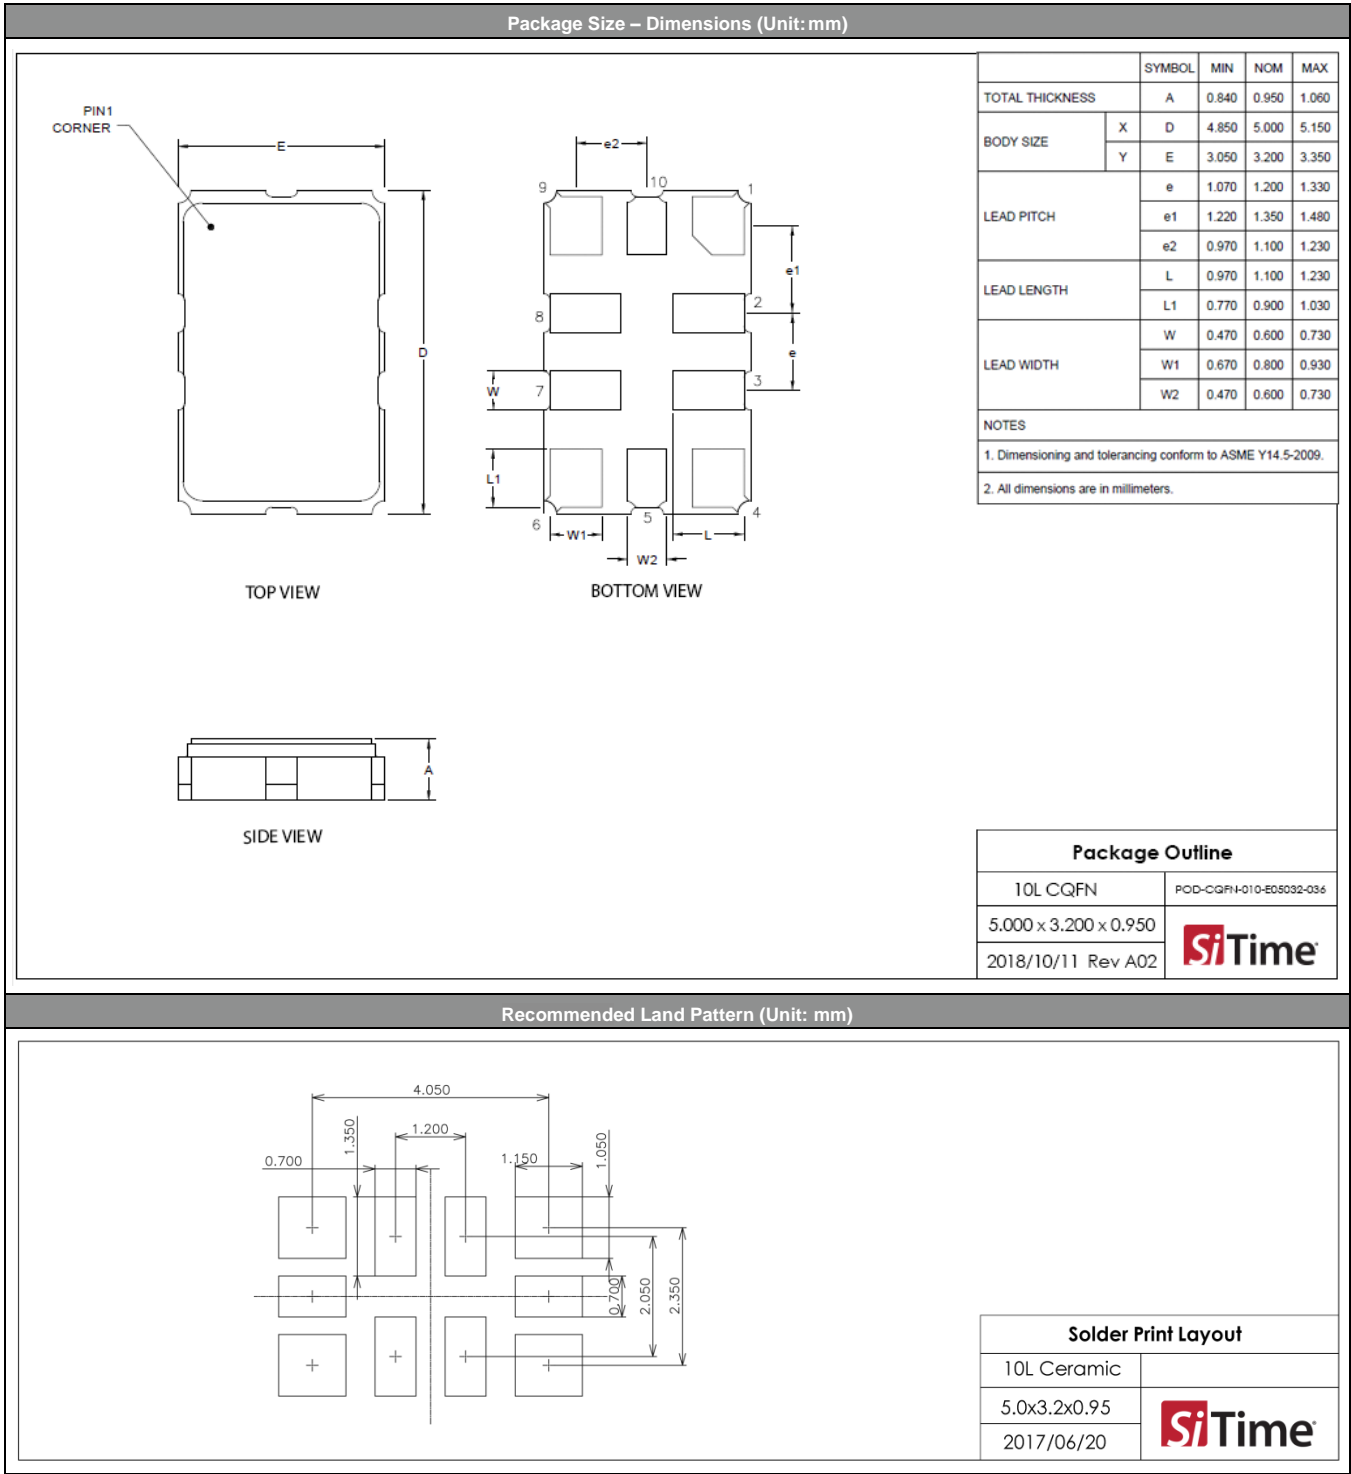 Package Size – Dimensions (Unit: mm)
SYMBOL MIN NOM MAX
TOTAL THICKNESS A 0.840 0.950 1.060
BODY SIZE X D 4.850 5.000 5.150
Y E 3.050 3.200 3.350
LEAD PITCH e 1.070 1.200 1.330
e1 1.220 1.350 1.480
e2 0.970 1.100 1.230
LEAD LENGTH L 0.970 1.100 1.230
L1 0.770 0.900 1.030
LEAD WIDTH W 0.470 0.600 0.730
W1 0.670 0.800 0.930
W2 0.470 0.600 0.730
NOTES
1. Dimensioning and tolerancing conform to ASME Y14.5-2009.
2. All dimensions are in millimeters.
PIN1
CORNER
E
D
TOP VIEW
e2
9 10 1
e1
8 2
e
W 7 3
L1
6 5 4
W1 L
W2
BOTTOM VIEW
A
SIDE VIEW
Package Outline
10L CQFN POD-CQFN-010-E05032-036
5.000 x 3.200 x 0.950
2018/10/11 Rev A02
SiTime
Recommended Land Pattern (Unit: mm)
4.050
1.200
1.350
0.700
1.150
1.050
0.700
2.050
2.350
Solder Print Layout
10L Ceramic
5.0x3.2x0.95
2017/06/20
SiTime